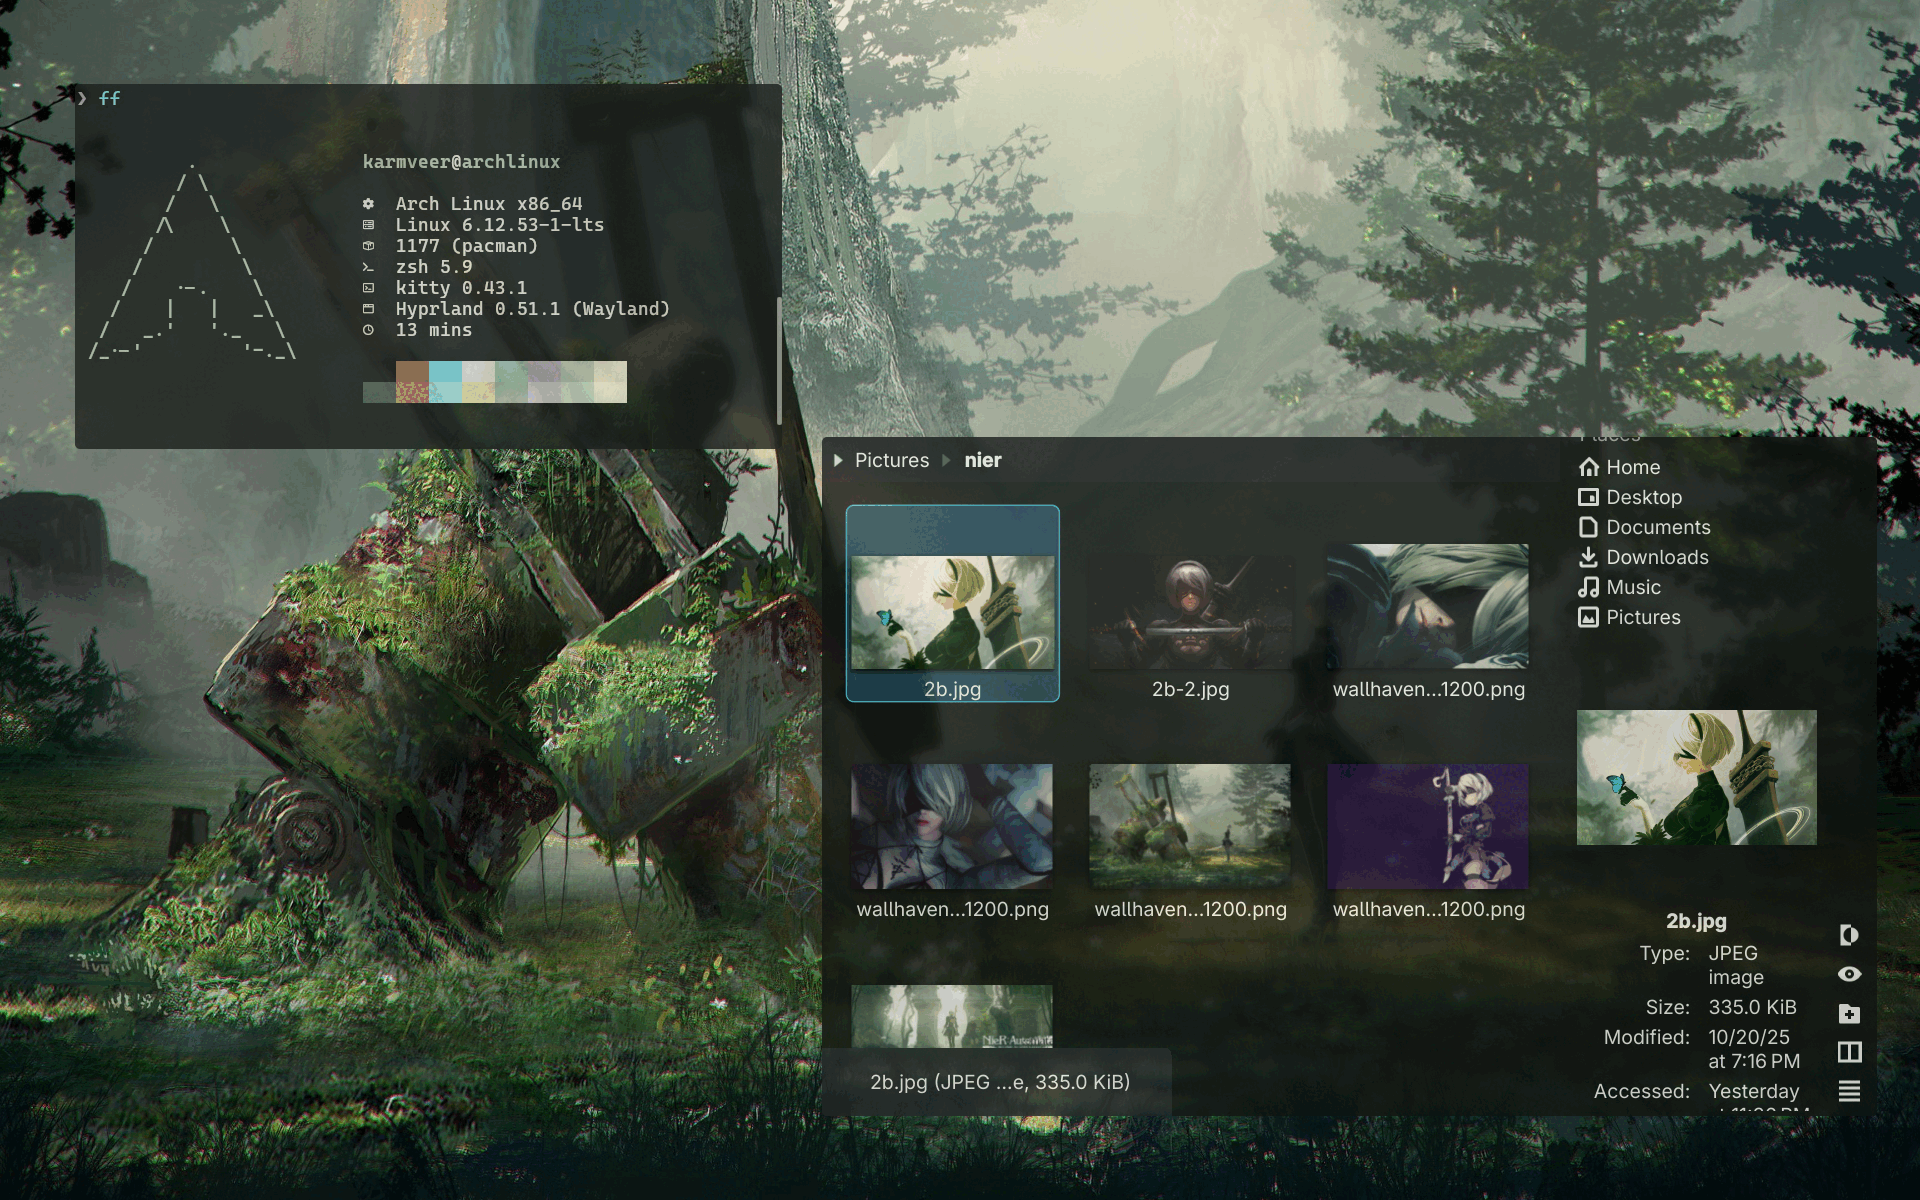 ❯ ff
karmveer@archlinux
Arch Linux x86_64
Linux 6.12.53-1-lts
1177 (pacman)
zsh 5.9
kitty 0.43.1
Hyprland 0.51.1 (Wayland)
13 mins
Pictures nier
Places
Home
Desktop
Documents
Downloads
Music
Pictures
2b.jpg
2b-2.jpg
wallhaven...1200.png
wallhaven...1200.png
wallhaven...1200.png
wallhaven...1200.png
NieR Automata
2b.jpg (JPEG ...e, 335.0 KiB)
2b.jpg
Type: JPEG
image
Size: 335.0 KiB
Modified: 10/20/25
at 7:16 PM
Accessed: Yesterday